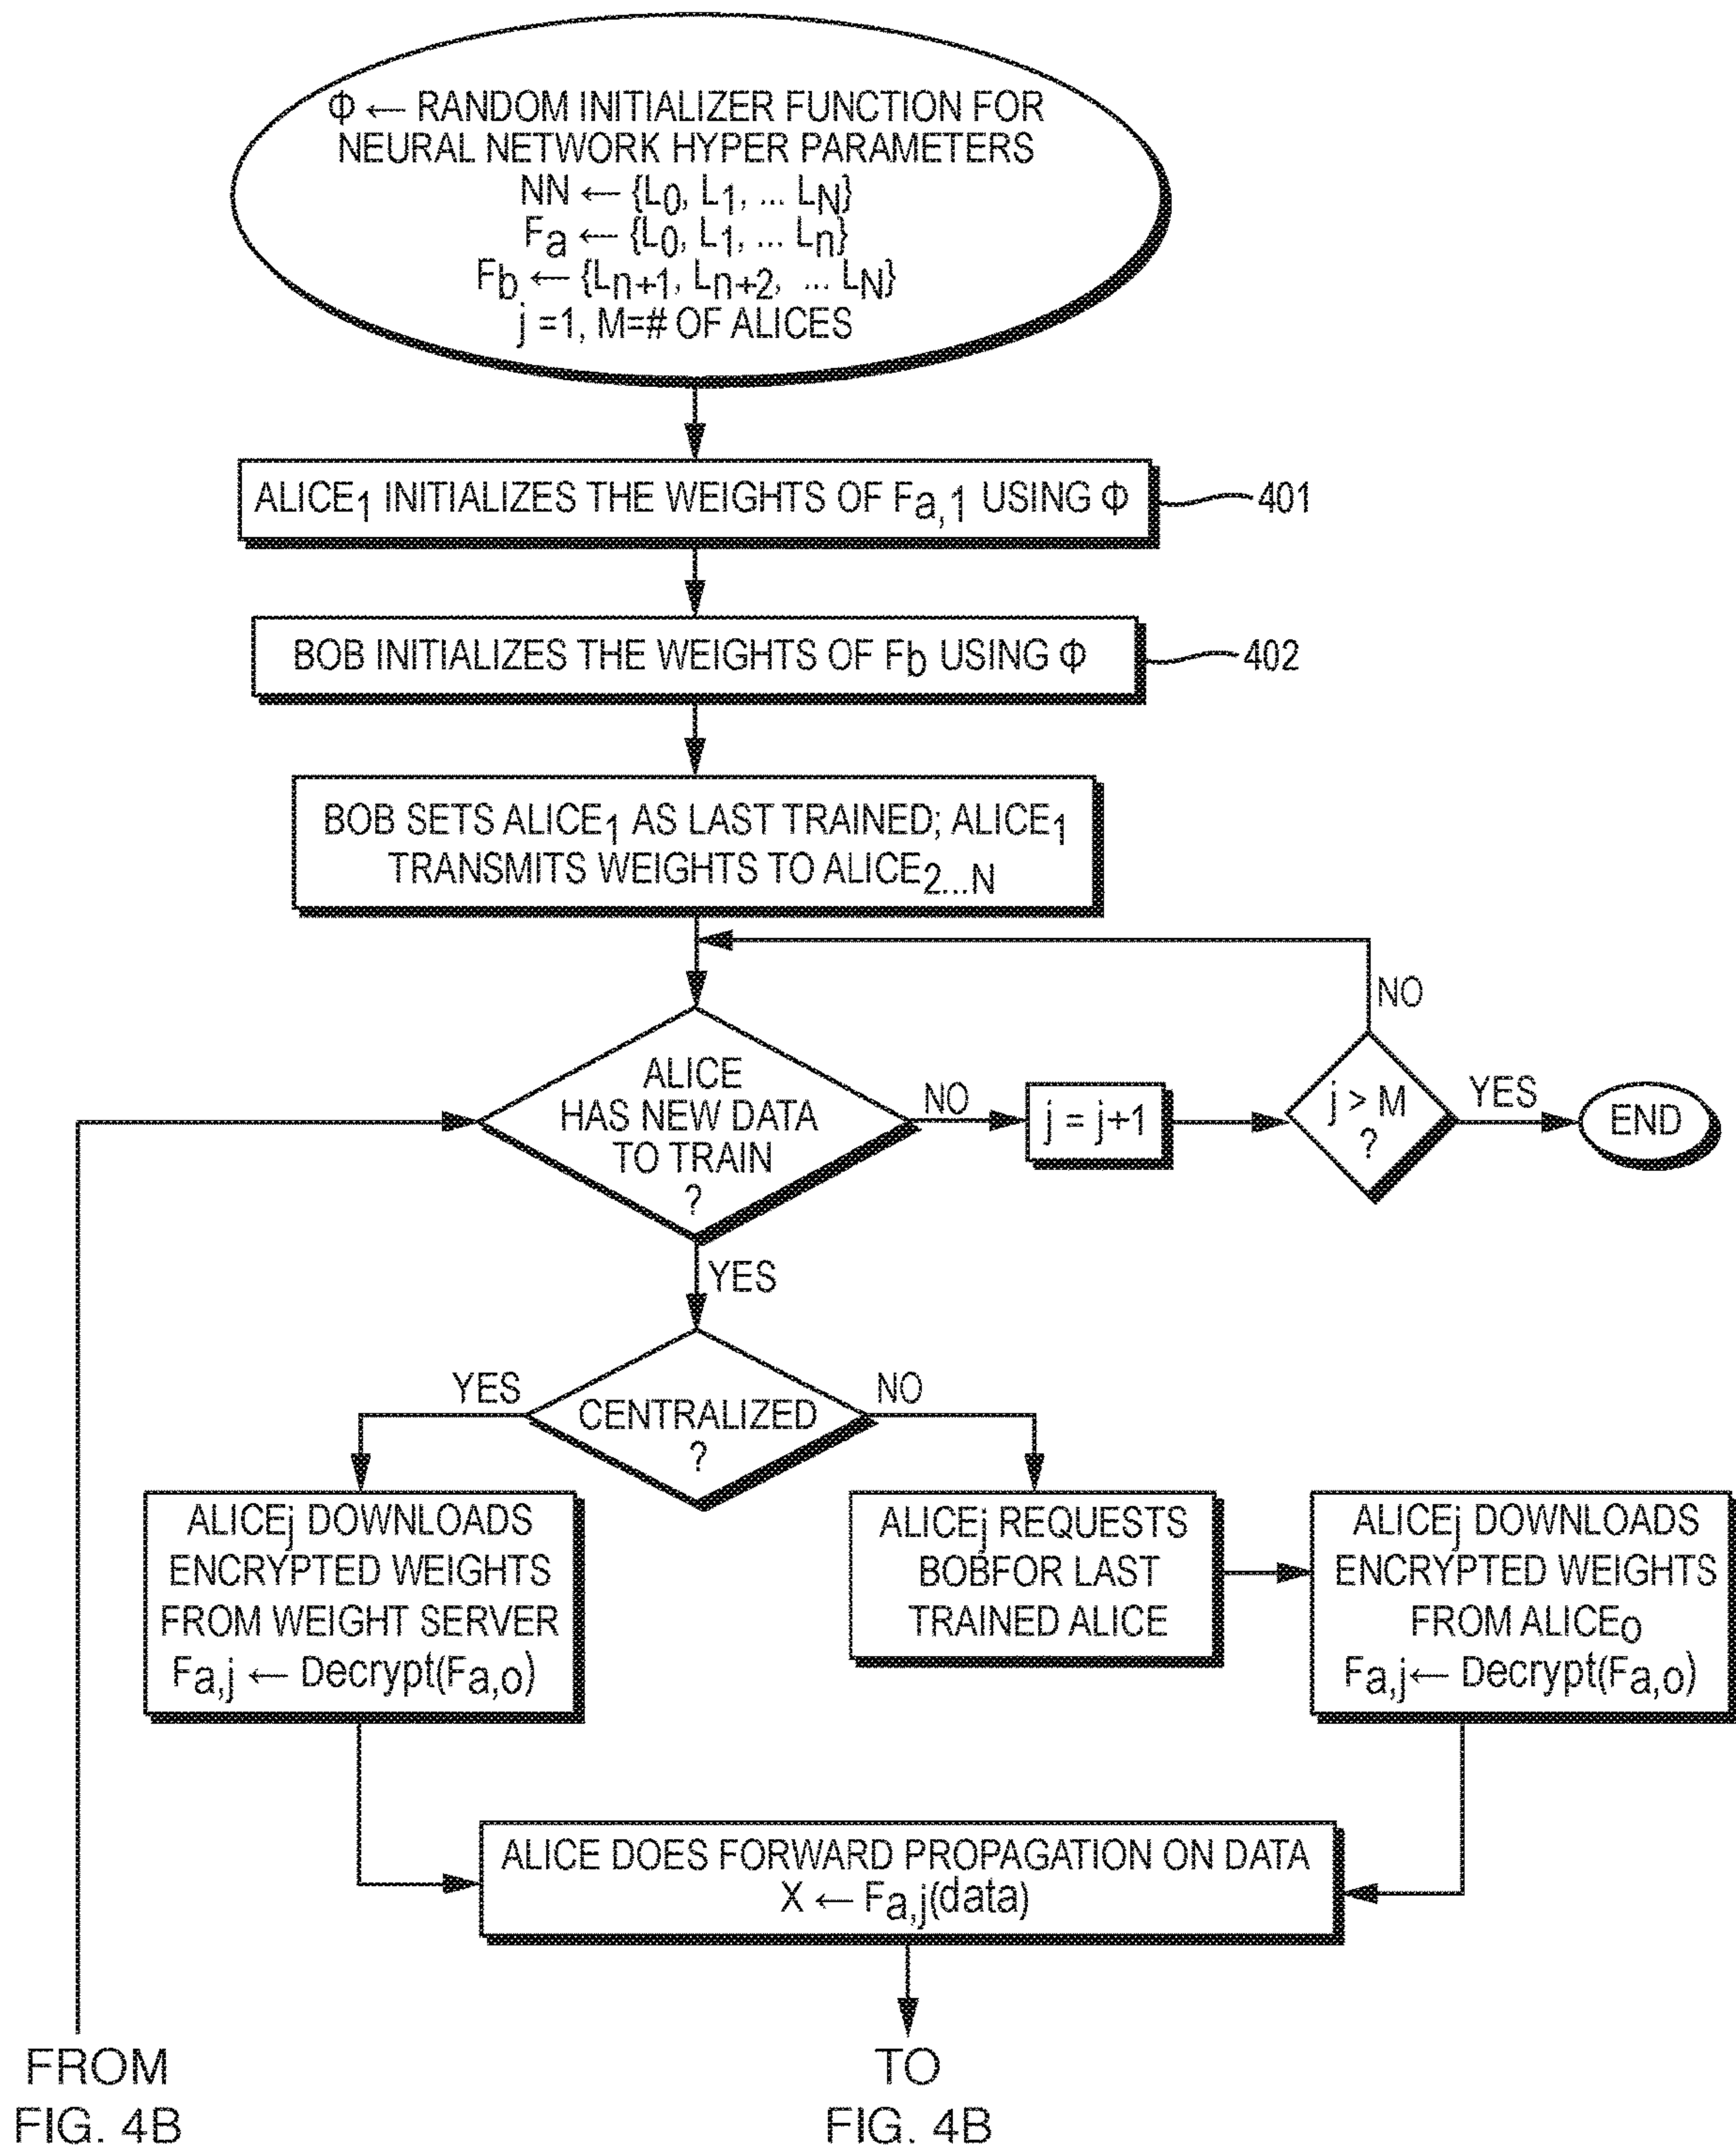 Φ ← RANDOM INITIALIZER FUNCTION FOR
NEURAL NETWORK HYPER PARAMETERS
NN ← {L0, L1, ... LN}
Fa ← {L0, L1, ... Ln}
Fb ← {Ln+1, Ln+2, ... LN}
j =1, M=# OF ALICES
ALICE1 INITIALIZES THE WEIGHTS OF Fa,1 USING Φ
401
BOB INITIALIZES THE WEIGHTS OF Fb USING Φ
402
BOB SETS ALICE1 AS LAST TRAINED; ALICE1
TRANSMITS WEIGHTS TO ALICE2...N
NO
ALICE
HAS NEW DATA
TO TRAIN
?
NO
j = j+1
j > M
?
YES
END
YES
CENTRALIZED
?
YES
NO
ALICEj DOWNLOADS
ENCRYPTED WEIGHTS
FROM WEIGHT SERVER
Fa,j ← Decrypt(Fa,o)
ALICEj REQUESTS
BOBFOR LAST
TRAINED ALICE
ALICEj DOWNLOADS
ENCRYPTED WEIGHTS
FROM ALICEo
Fa,j← Decrypt(Fa,o)
ALICE DOES FORWARD PROPAGATION ON DATA
X ← Fa,j(data)
FROM
FIG. 4B
TO
FIG. 4B